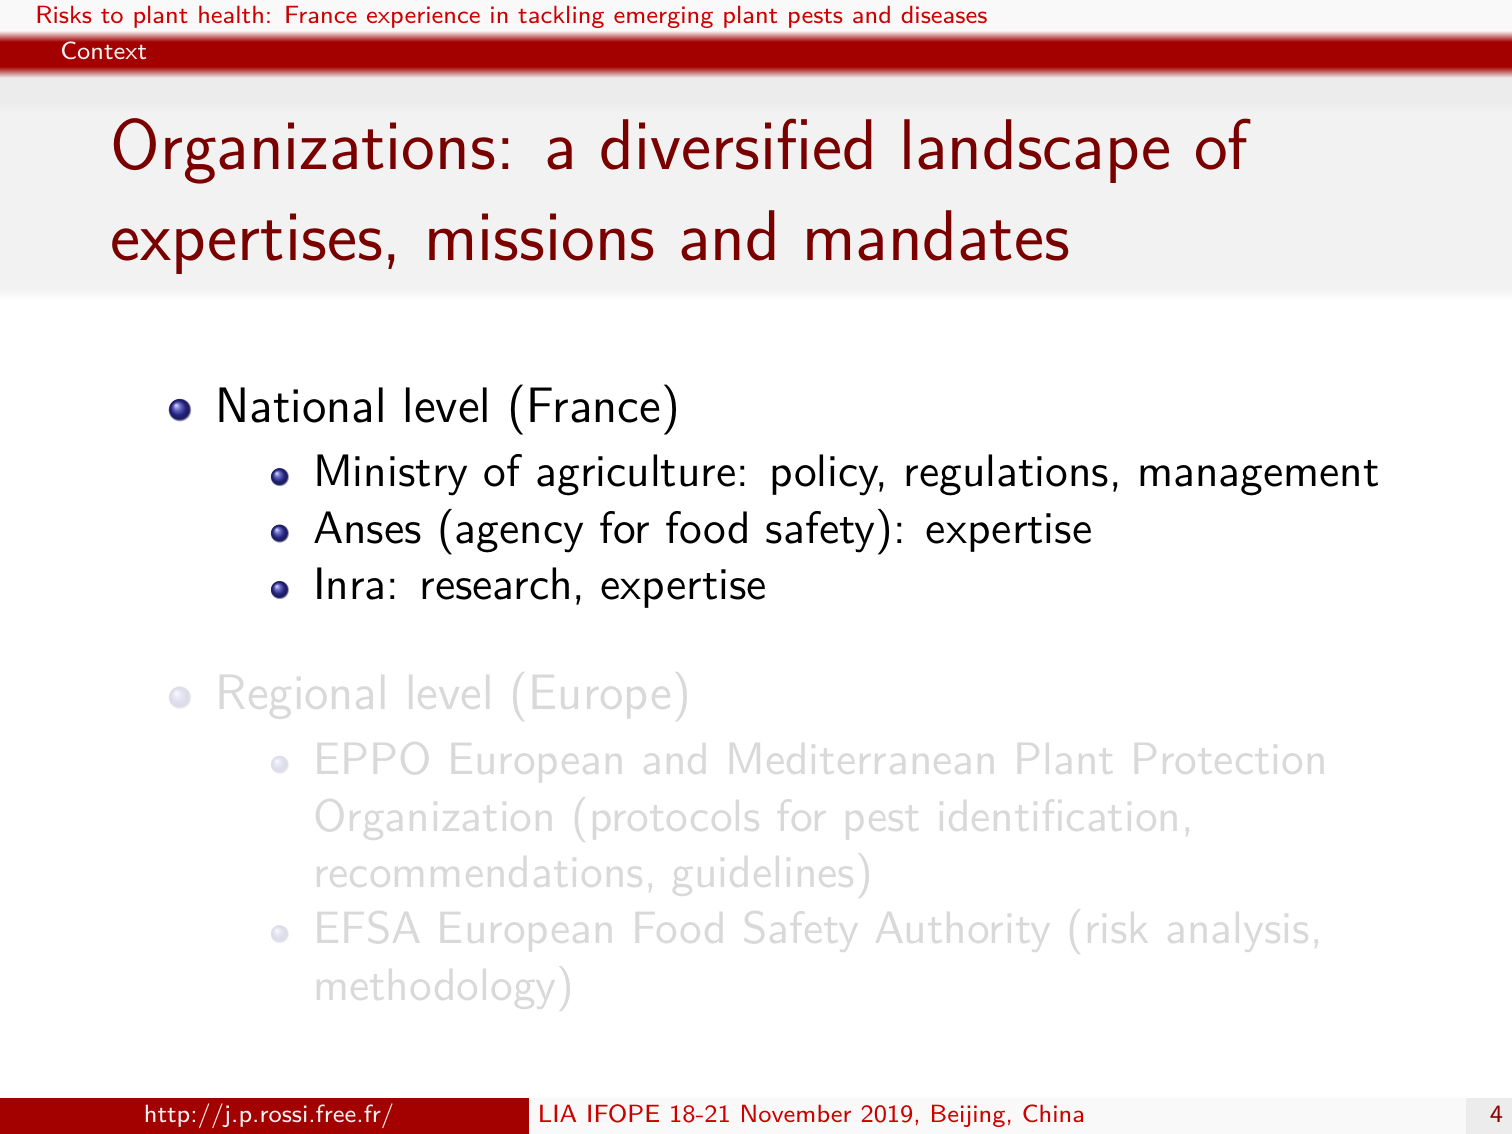 Risks to plant health: France experience in tackling emerging plant pests and diseases
Context
Organizations: a diversified landscape of
expertises, missions and mandates
National level (France)
Ministry of agriculture: policy, regulations, management
Anses (agency for food safety): expertise
Inra: research, expertise
Regional level (Europe)
EPPO European and Mediterranean Plant Protection
Organization (protocols for pest identification,
recommendations, guidelines)
EFSA European Food Safety Authority (risk analysis,
methodology)
http://j.p.rossi.free.fr/
LIA IFOPE 18-21 November 2019, Beijing, China
4